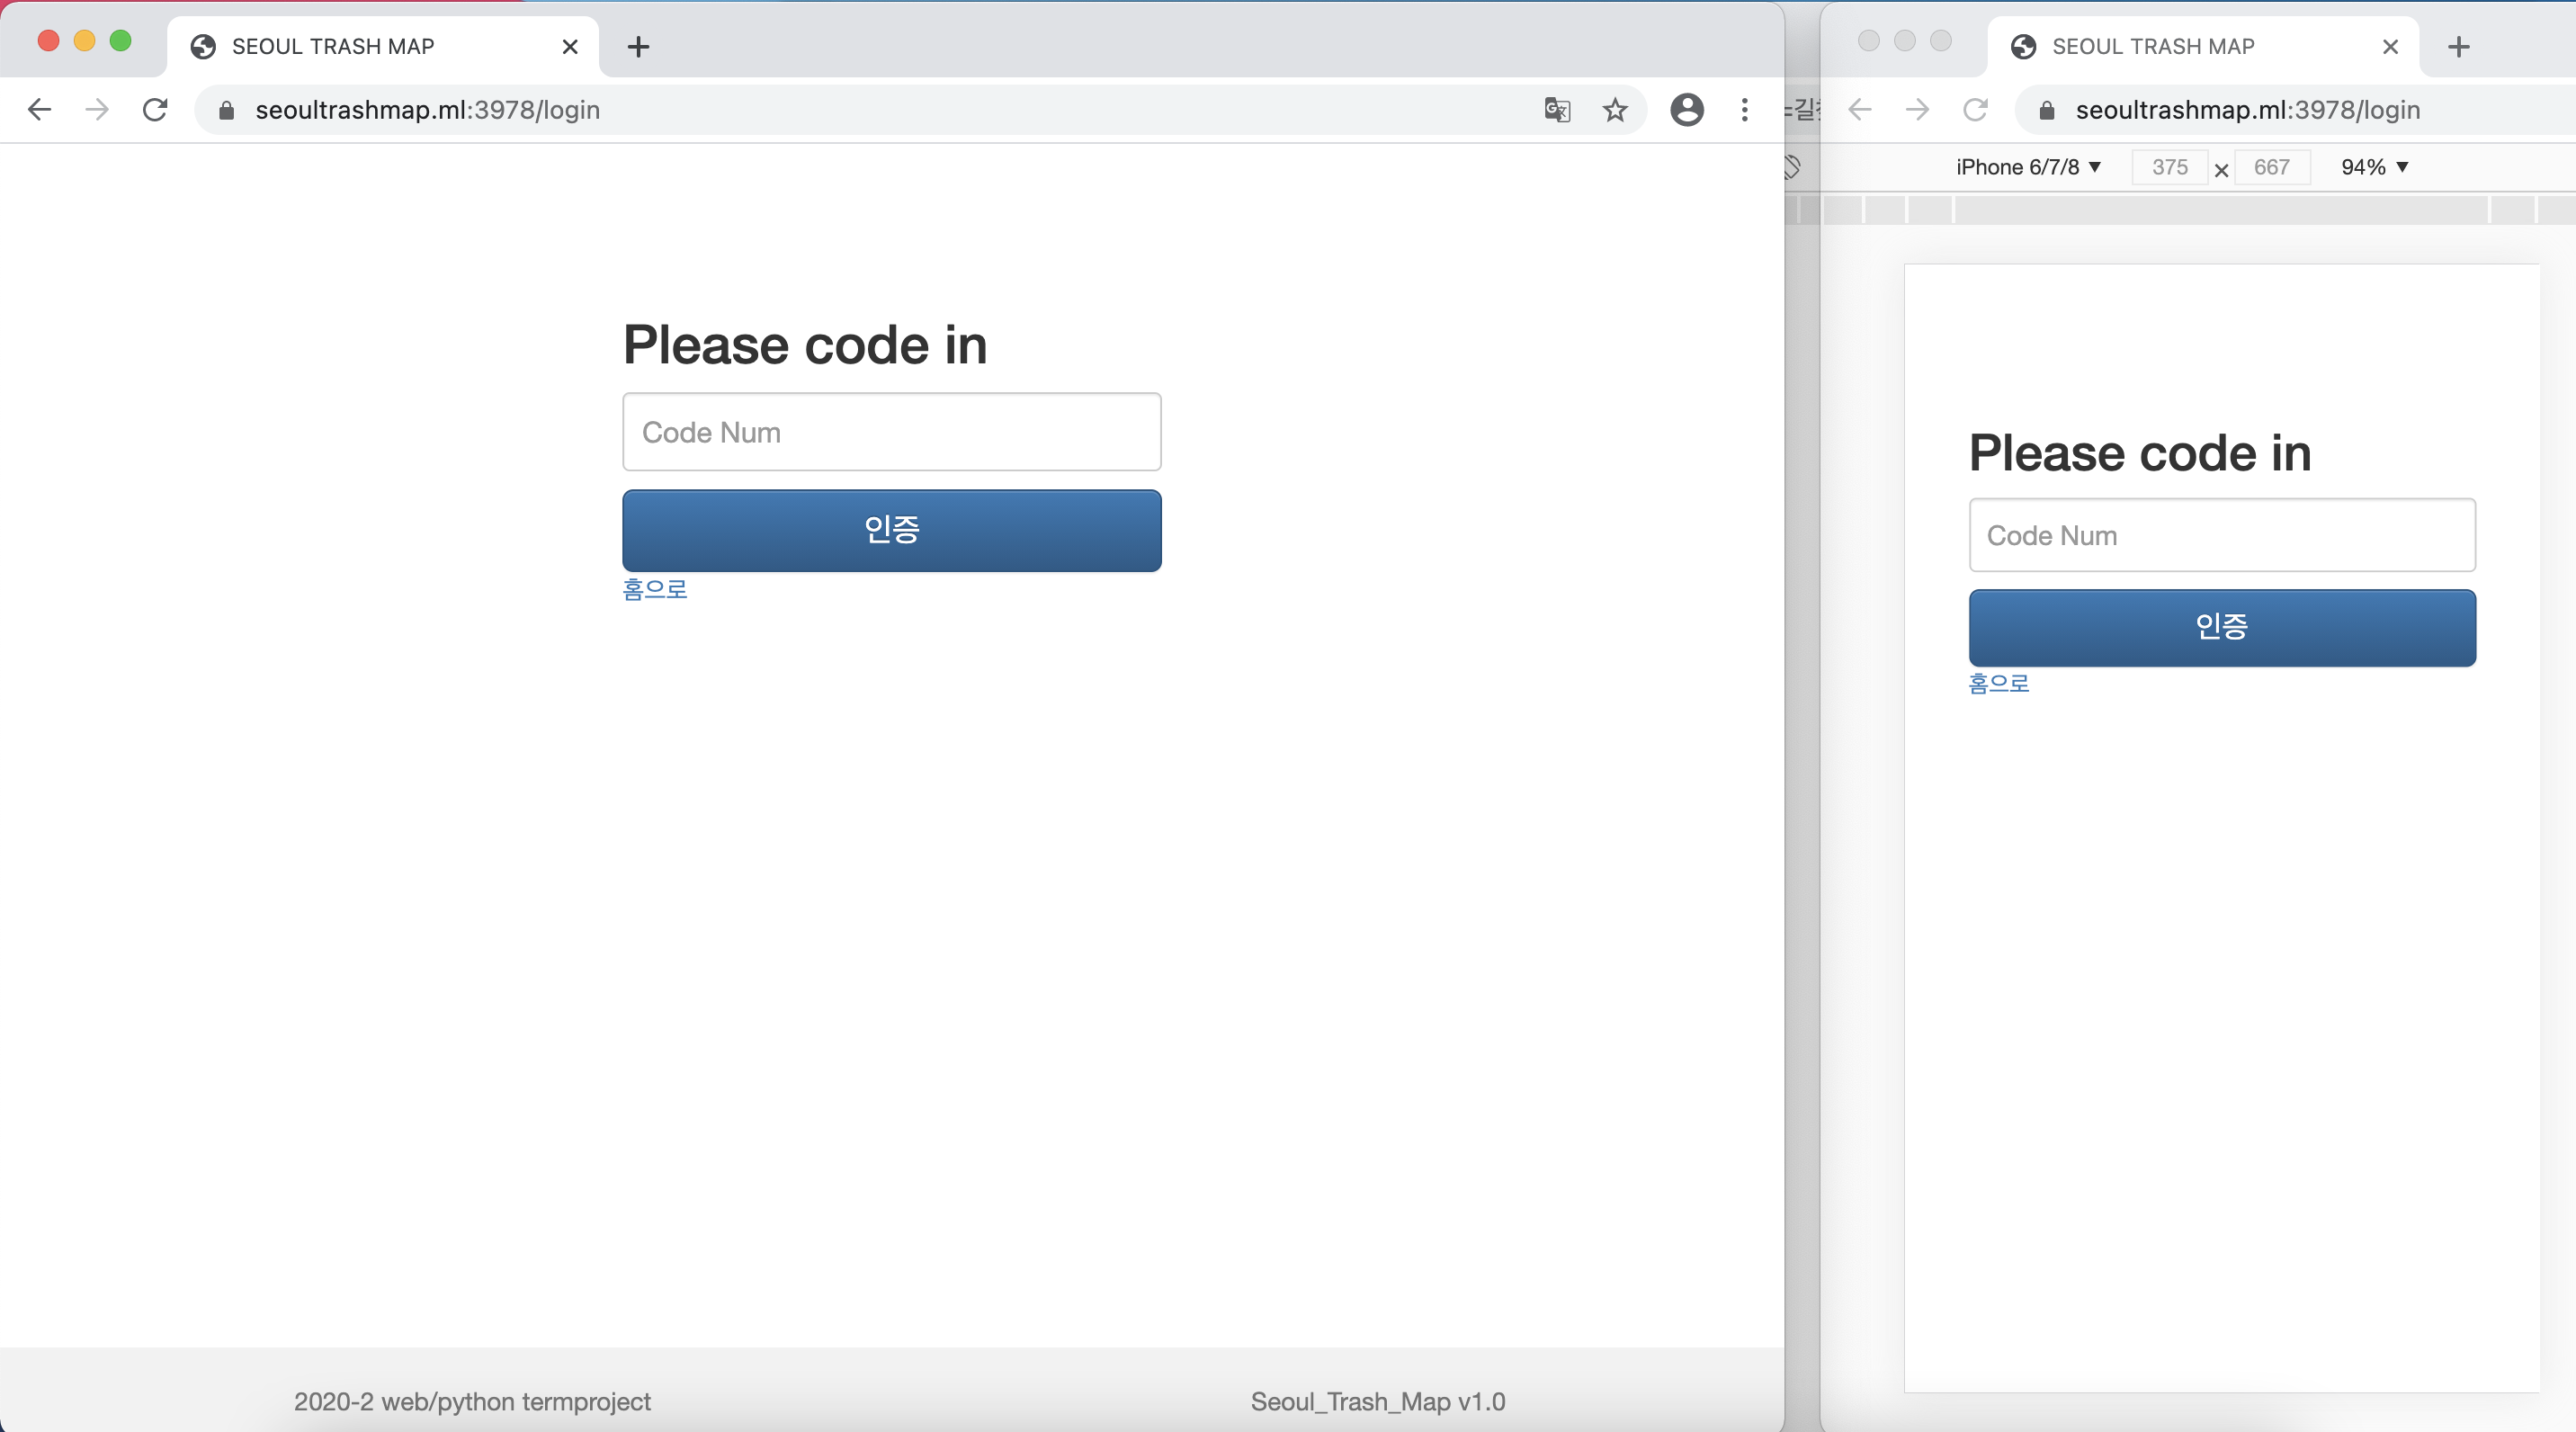 SEOUL TRASH MAP
seoultrashmap.ml:3978/login
Please code in
Code Num
인증
홈으로
2020-2 web/python termproject
Seoul_Trash_Map v1.0
SEOUL TRASH MAP
seoultrashmap.ml:3978/login
iPhone 6/7/8 ▼ 375 × 667 94% ▼
Please code in
Code Num
인증
홈으로